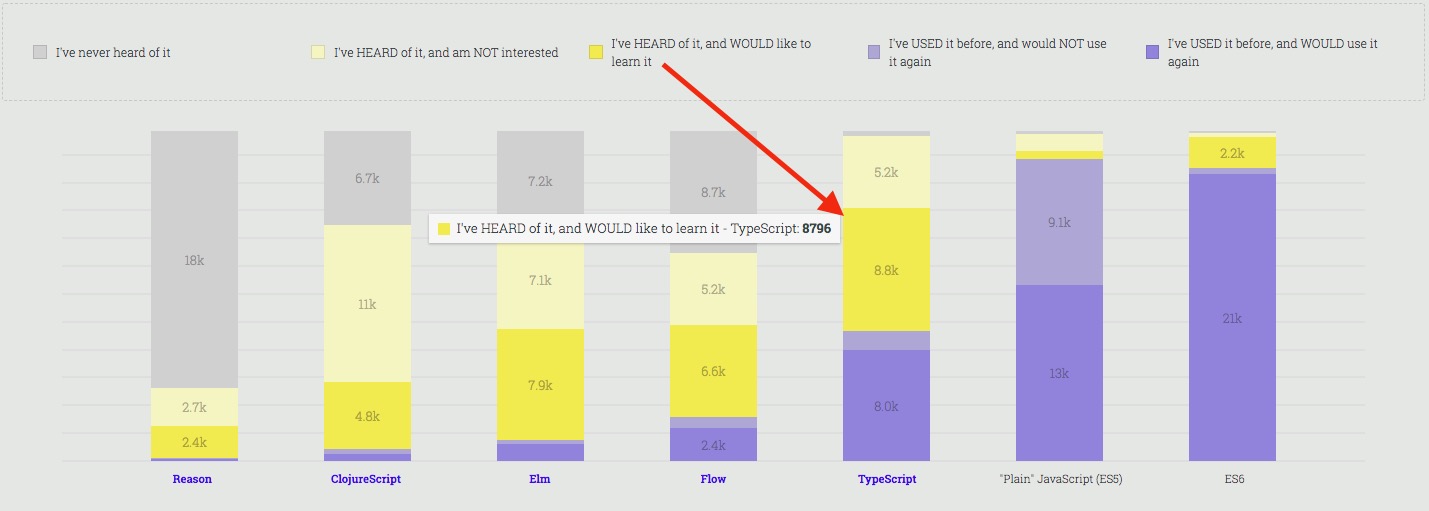 I've never heard of it
I've HEARD of it, and am NOT interested
I've HEARD of it, and WOULD like to
learn it
I've USED it before, and would NOT use
it again
I've USED it before, and WOULD use it
again
18k
2.7k
2.4k
6.7k
11k
4.8k
7.2k
7.1k
7.9k
8.7k
5.2k
6.6k
2.4k
I've HEARD of it, and WOULD like to learn it - TypeScript: 8796
5.2k
8.8k
8.0k
9.1k
13k
2.2k
21k
Reason
ClojureScript
Elm
Flow
TypeScript
"Plain" JavaScript (ES5)
ES6